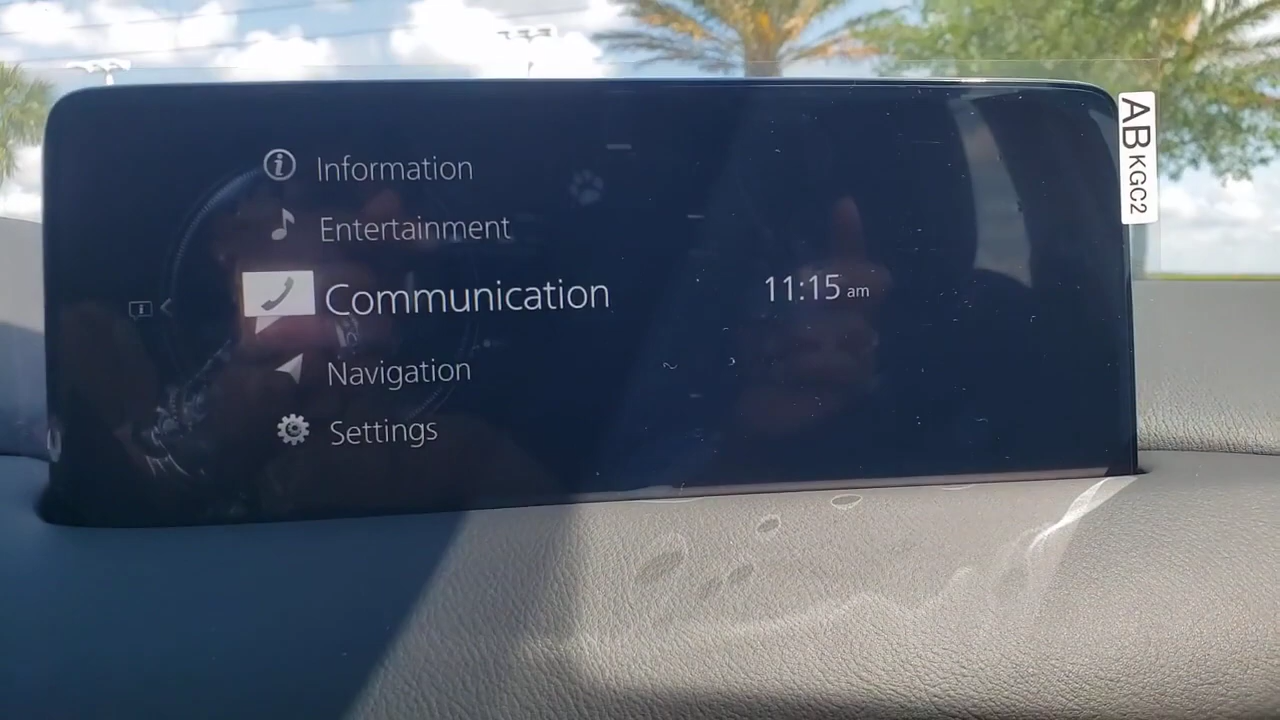 Information
Entertainment
Communication
11:15 am
Navigation
Settings
AB KGC2